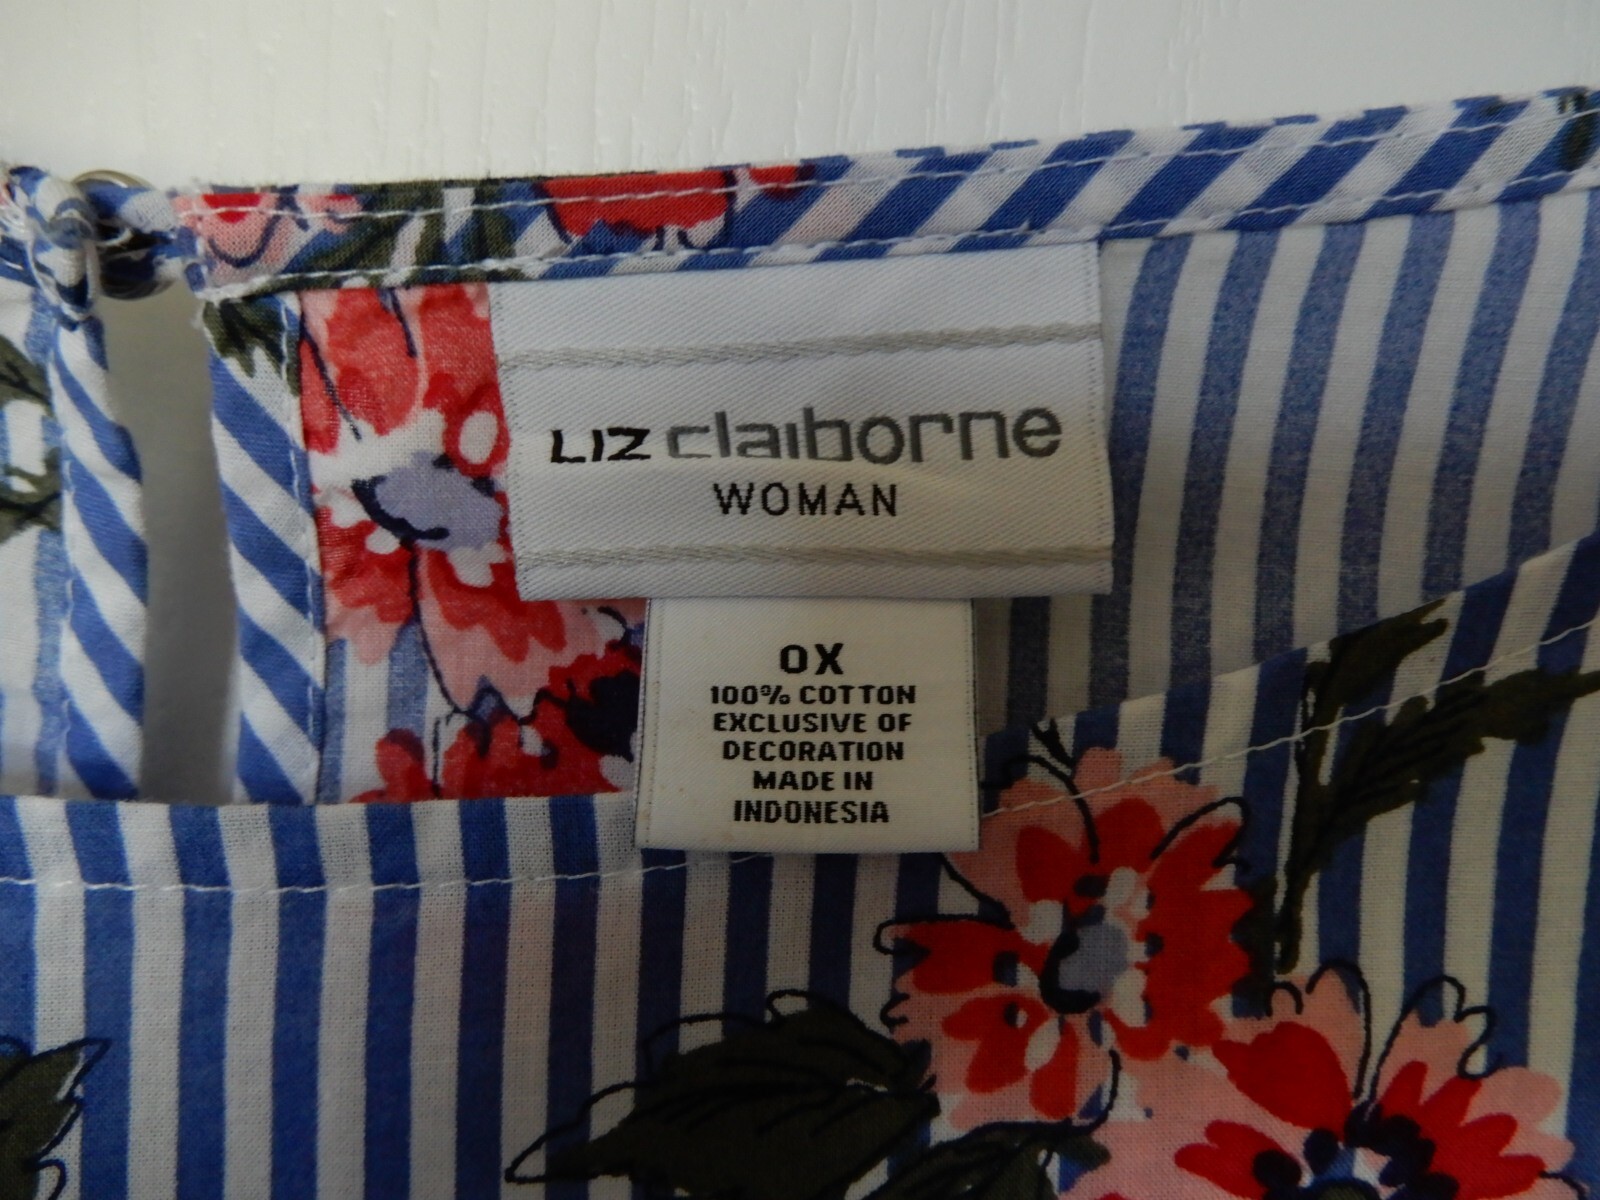 LIZ claiborne
WOMAN
0X
100% COTTON
EXCLUSIVE OF
DECORATION
MADE IN
INDONESIA